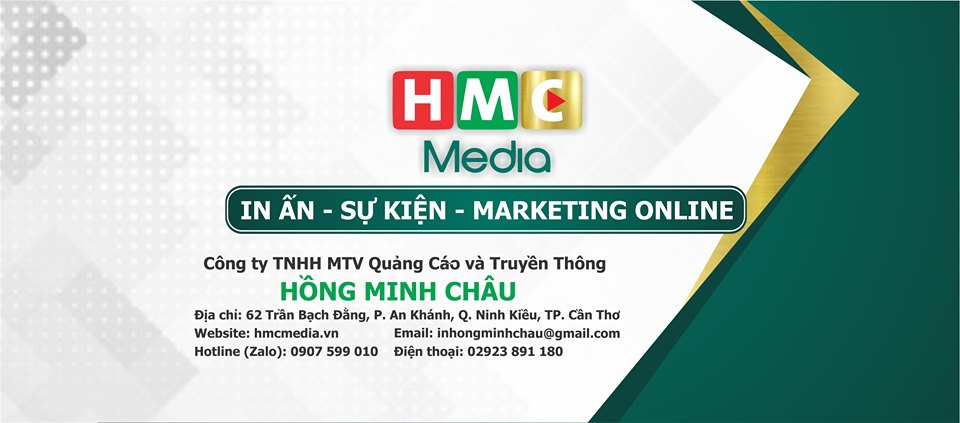 HMC
Media
IN ẤN - SỰ KIỆN - MARKETING ONLINE
Công ty TNHH MTV Quảng Cáo và Truyền Thông
HỒNG MINH CHÂU
Địa chỉ: 62 Trần Bạch Đằng, P. An Khánh, Q. Ninh Kiều, TP. Cần Thơ
Website: hmcmedia.vn Email: inhongminhchau@gmail.com
Hotline (Zalo): 0907 599 010 Điện thoại: 02923 891 180